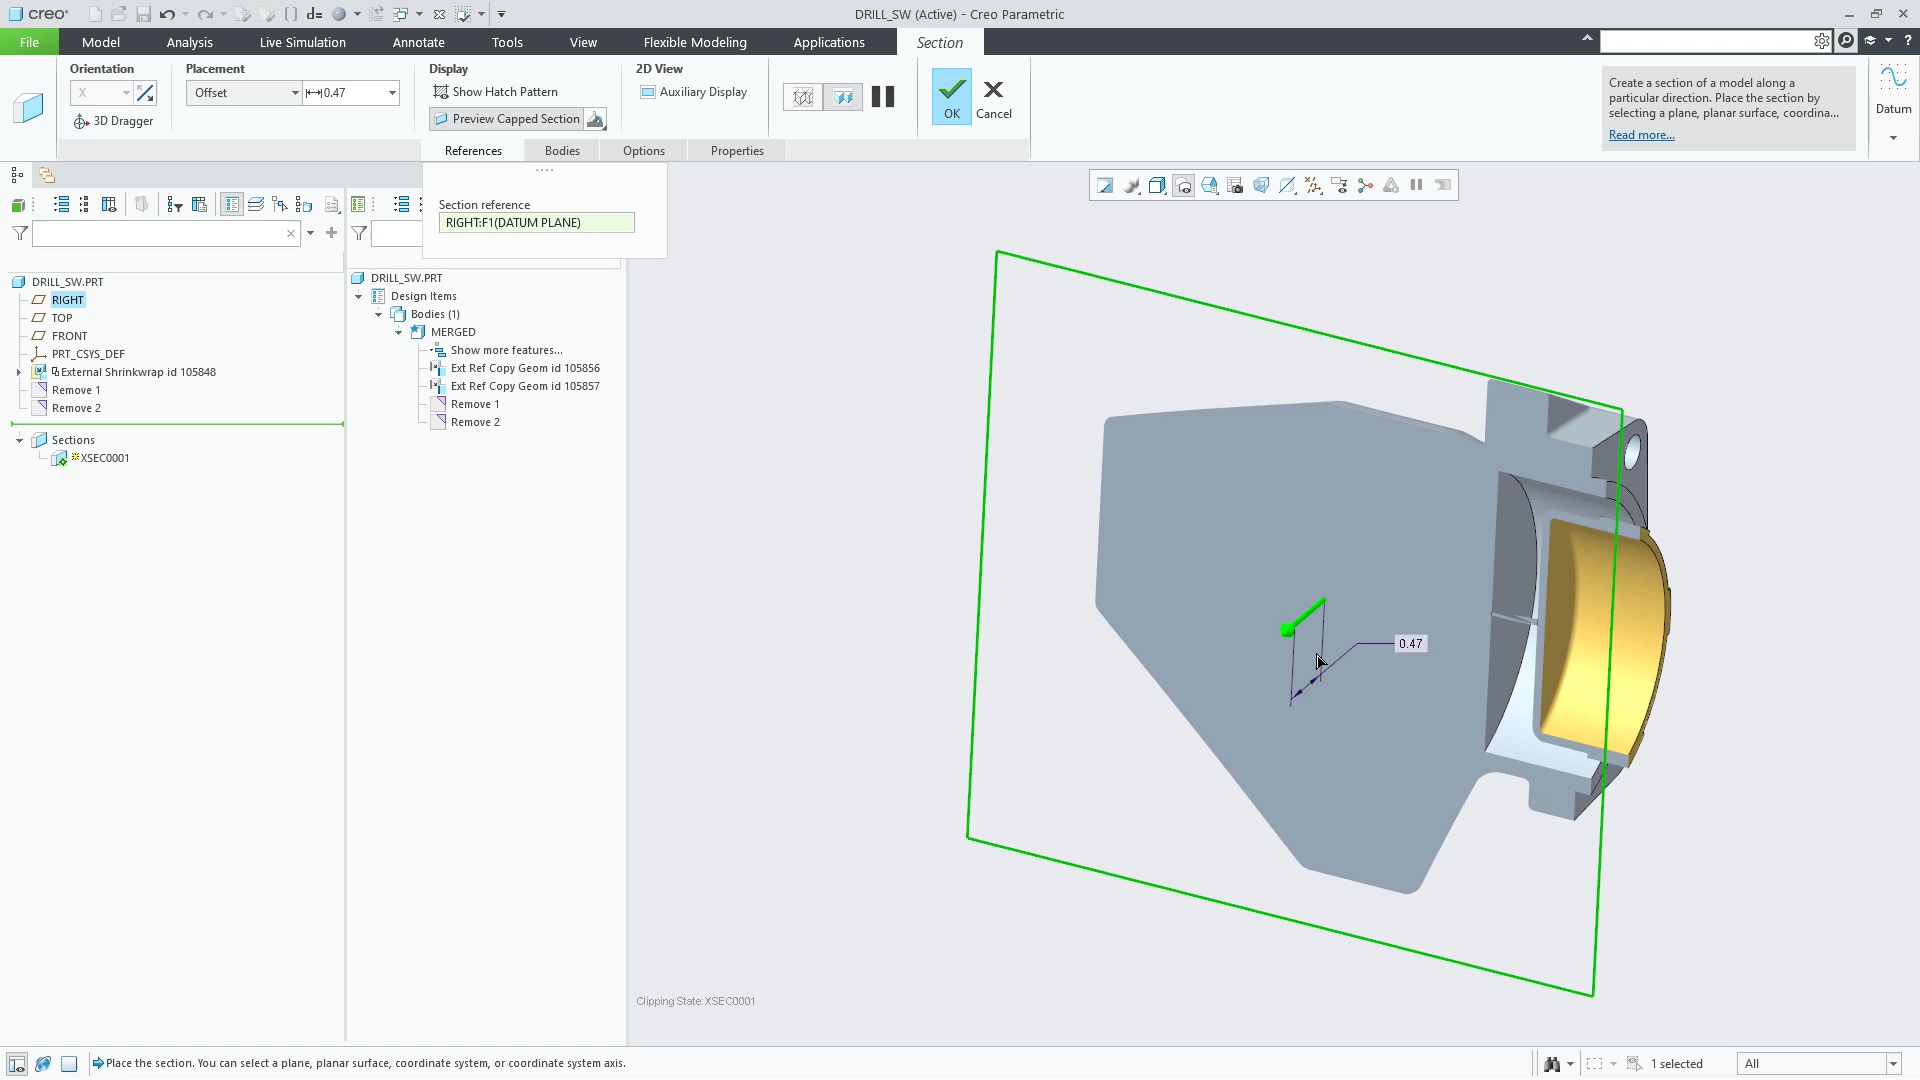 creo
d=
DRILL_SW (Active) - Creo Parametric
File
Model
Analysis
Live Simulation
Annotate
Tools
View
Flexible Modeling
Applications
Section
Orientation
X
3D Dragger
Placement
Offset
0.47
Display
Show Hatch Pattern
Preview Capped Section
2D View
Auxiliary Display
OK
Cancel
Create a section of a model along a
particular direction. Place the section by
selecting a plane, planar surface, coordina...
Read more...
Datum
References
Bodies
Options
Properties
Section reference
RIGHT:F1(DATUM PLANE)
DRILL_SW.PRT
RIGHT
TOP
FRONT
PRT_CSYS_DEF
External Shrinkwrap id 105848
Remove 1
Remove 2
Sections
XSEC0001
DRILL_SW.PRT
Design Items
Bodies (1)
MERGED
Show more features...
Ext Ref Copy Geom id 105856
Ext Ref Copy Geom id 105857
Remove 1
Remove 2
0.47
Clipping State:XSEC0001
Place the section. You can select a plane, planar surface, coordinate system, or coordinate system axis.
1 selected
All